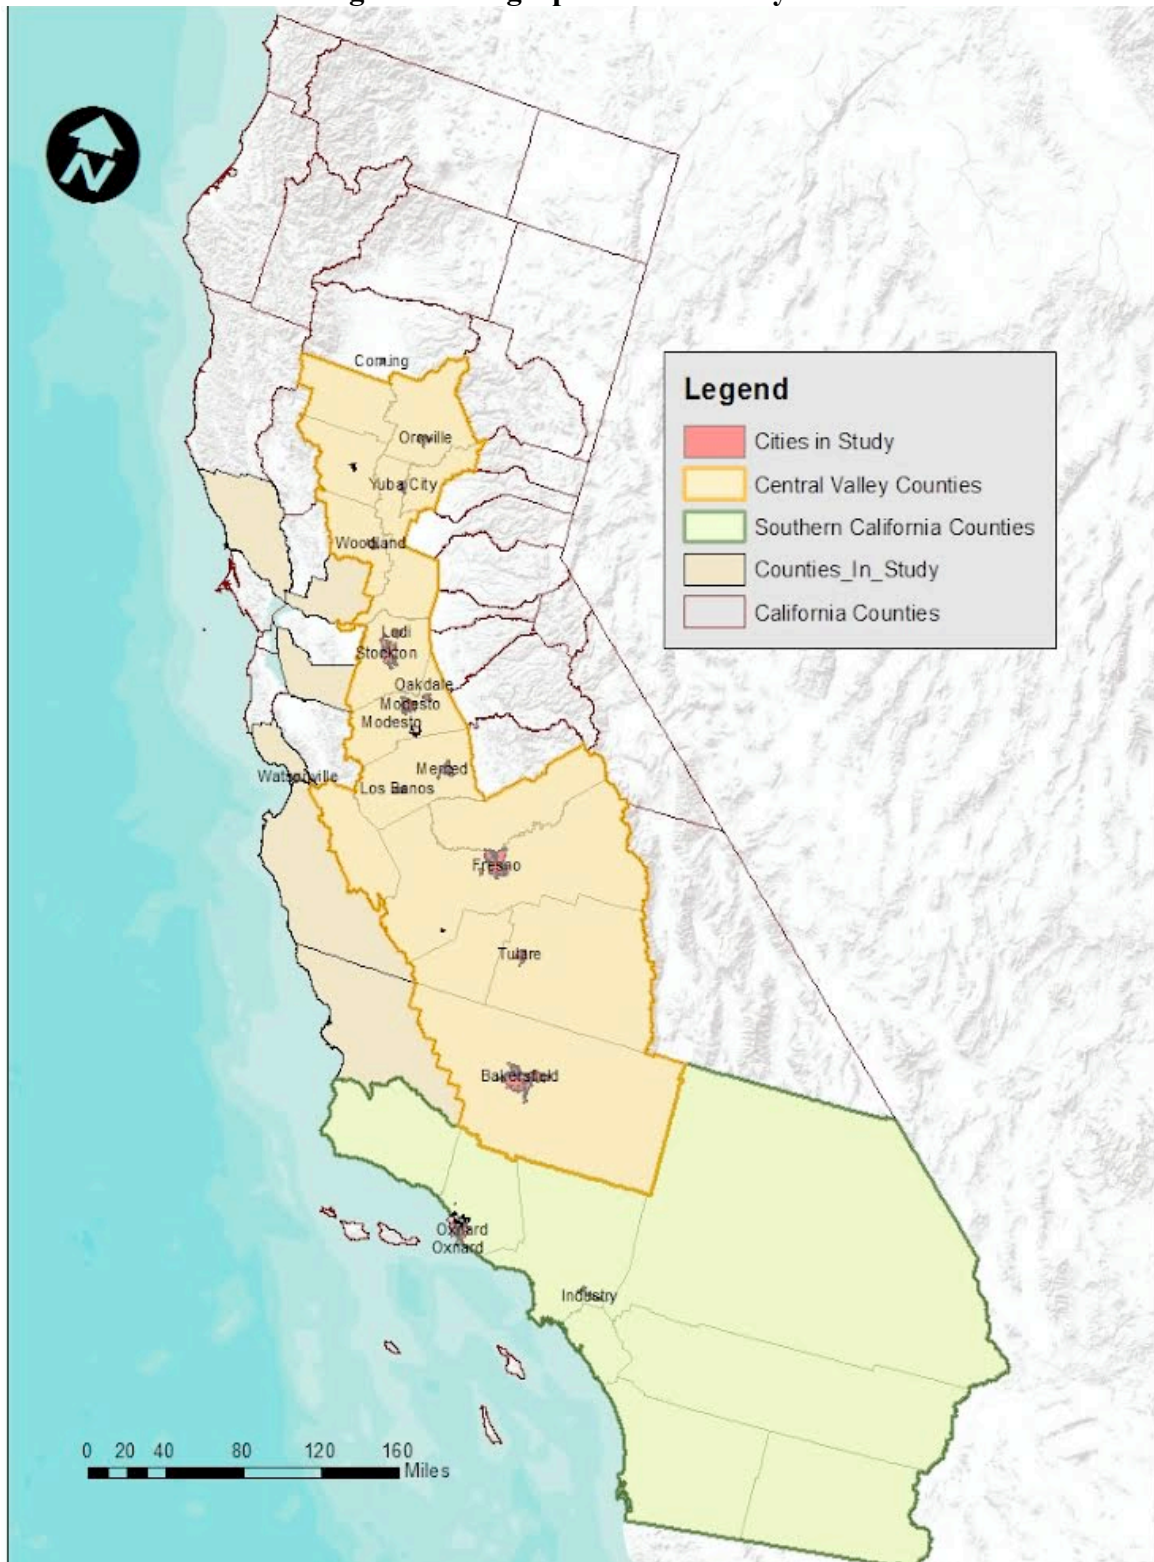 N
Corning
Legend
Oroville
Cities in Study
Yuba City
Central Valley Counties
Southern California Counties
Woodland
Counties_In_Study
California Counties
Lodi
Stockton
Oakdale
Modesto
Modesto
Merced
Watsonville
Los Banos
Fresno
Tulare
Bakersfield
Oxnard
Oxnard
Industry
0 20 40 80 120 160
Miles